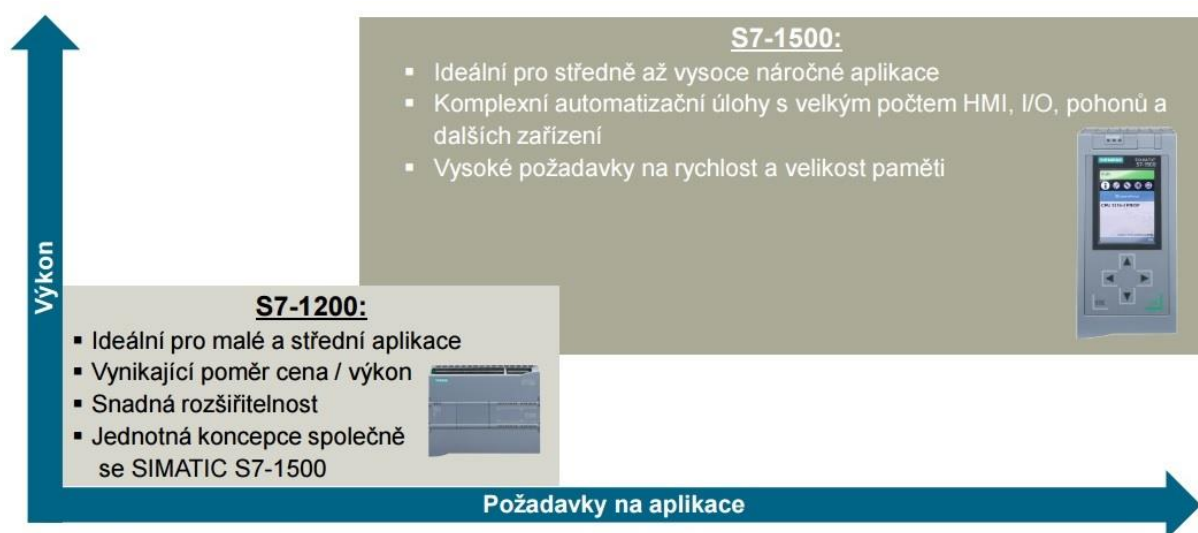 S7-1500:
▪ Ideální pro středně až vysoce náročné aplikace
▪ Komplexní automatizační úlohy s velkým počtem HMI, I/O, pohonů a
dalších zařízení
▪ Vysoké požadavky na rychlost a velikost paměti
SIEMENS
Výkon
S7-1200:
▪ Ideální pro malé a střední aplikace
▪ Vynikající poměr cena / výkon
▪ Snadná rozšiřitelnost
▪ Jednotná koncepce společně
se SIMATIC S7-1500
Požadavky na aplikace